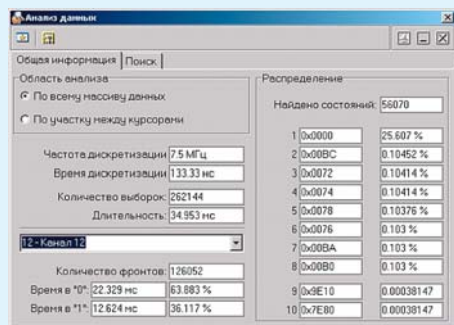 Анализ данных
Общая информация Поиск
Область анализа
По всему массиву данных
По участку между курсорами
Частота дискретизации 7.5 МГц
Время дискретизации 133.33 нс
Количество выборок: 262144
Длительность: 34.953 мс
12 - Канал 12
Количество фронтов: 126052
Время в "0": 22.329 мс 63.883 %
Время в "1": 12.624 мс 36.117 %
Распределение
Найдено состояний: 56070
1 0x0000 25.607 %
2 0x00BC 0.10452 %
3 0x0072 0.10414 %
4 0x0074 0.10414 %
5 0x0078 0.10376 %
6 0x0076 0.103 %
7 0x00BA 0.103 %
8 0x00B0 0.103 %
9 0x9E10 0.00038147
10 0x7E80 0.00038147